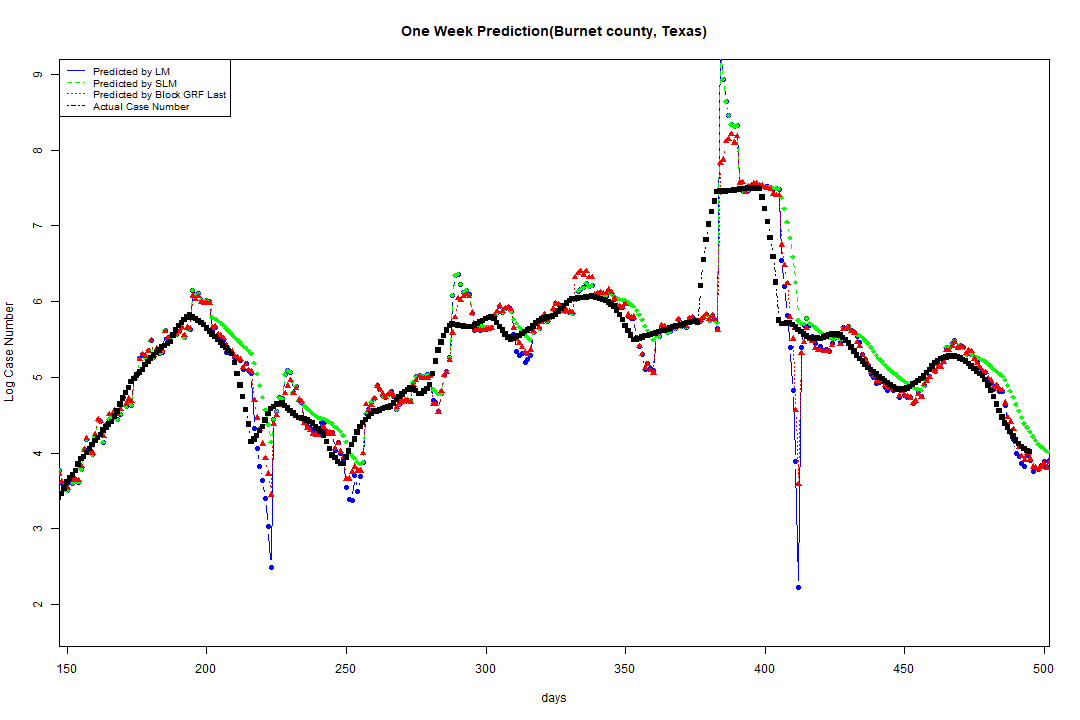 One Week Prediction(Burnet county, Texas)
Predicted by LM
Predicted by SLM
Predicted by Block GRF Last
Actual Case Number
Log Case Number
9
8
7
6
5
4
3
2
150 200 250 300 350 400 450 500
days